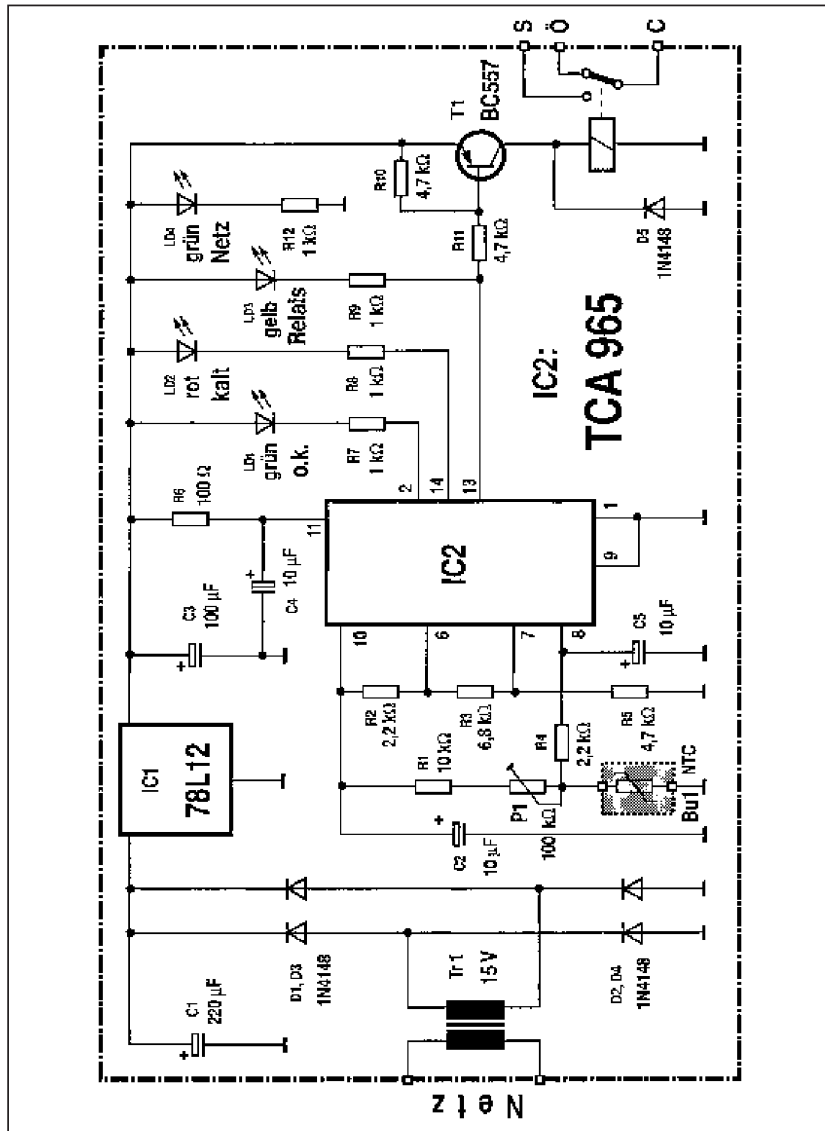 Netz
Tr1
15 V
C1
220 µF
D1, D3
1N4148
D2, D4
1N4148
IC1
78L12
C2
10 µF
R1
10 kΩ
P1
100 kΩ
Bu1
NTC
R2
2,2 kΩ
R3
6,8 kΩ
R4
2,2 kΩ
R5
4,7 kΩ
C5
10 µF
C3
100 µF
C4
10 µF
R6
100 Ω
IC2
10
6
7
8
11
2
14
13
9
1
LD1
grün
o.k.
R7
1 kΩ
LD2
rot
kalt
R8
1 kΩ
LD3
gelb
Relais
R9
1 kΩ
LD4
grün
Netz
R12
1 kΩ
R10
4,7 kΩ
R11
4,7 kΩ
T1
BC557
D5
1N4148
IC2:
TCA 965
S
Ö
C